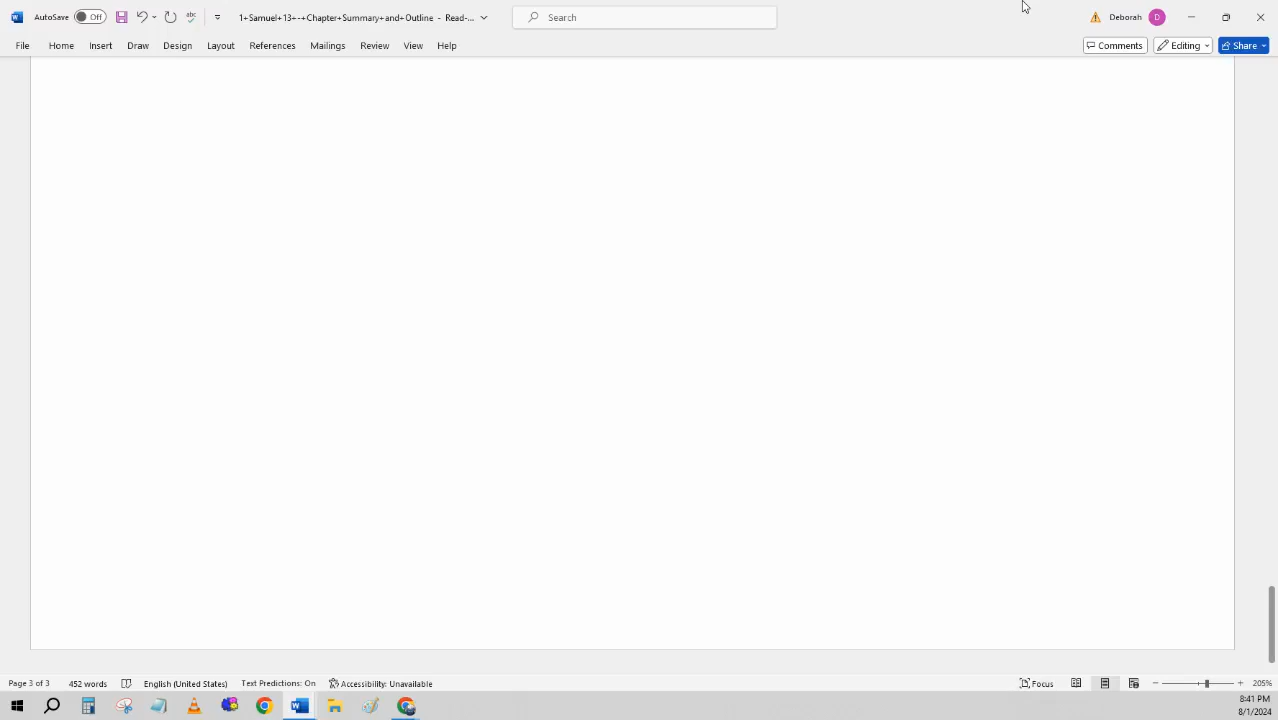 AutoSave Off abc 1+Samuel+13+-+Chapter+Summary+and+Outline - Read-... Search Deborah D
File Home Insert Draw Design Layout References Mailings Review View Help Comments Editing Share
Page 3 of 3 452 words English (United States) Text Predictions: On Accessibility: Unavailable Focus 205%
8:41 PM
8/1/2024